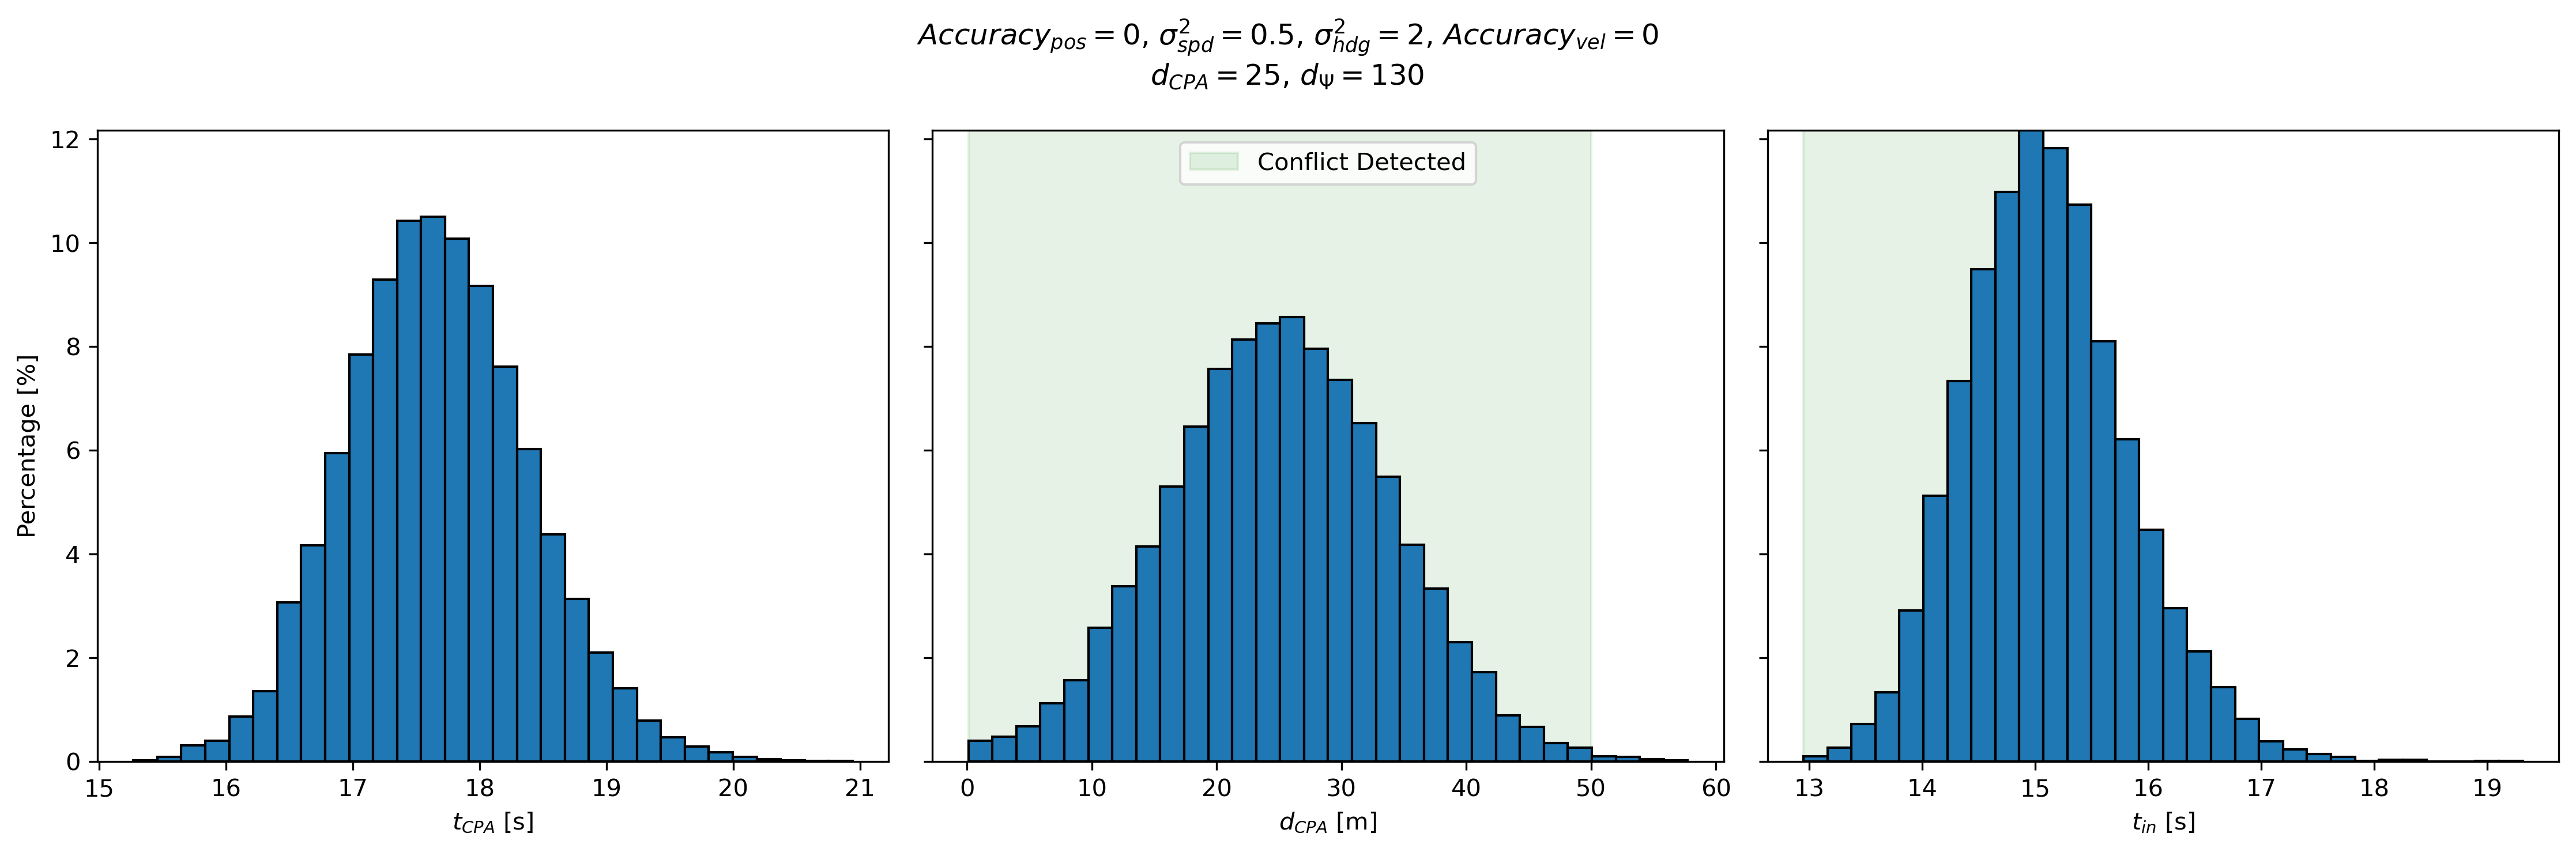 Accuracy_pos = 0, σ²_spd = 0.5, σ²_hdg = 2, Accuracy_vel = 0
d_CPA = 25, d_Ψ = 130
Percentage [%]
12
10
8
6
4
2
0
15 16 17 18 19 20 21
t_CPA [s]
Conflict Detected
0 10 20 30 40 50 60
d_CPA [m]
13 14 15 16 17 18 19
t_in [s]